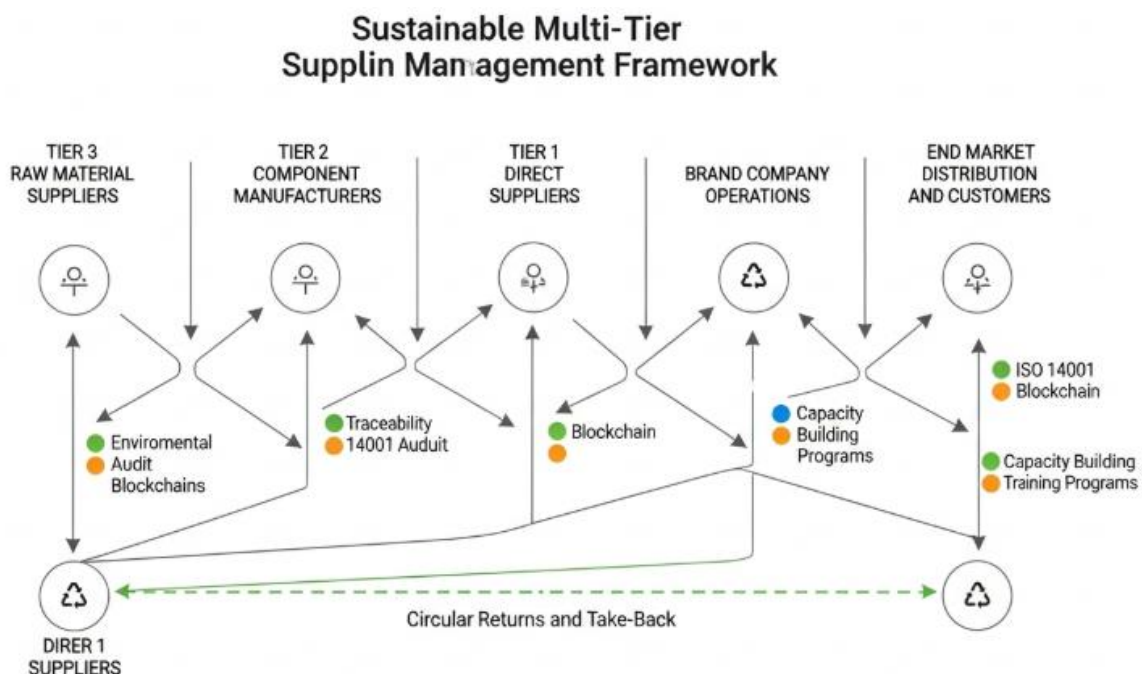 Sustainable Multi-Tier
Supplin Management Framework
TIER 3
RAW MATERIAL
SUPPLIERS
TIER 2
COMPONENT
MANUFACTURERS
TIER 1
DIRECT
SUPPLIERS
BRAND COMPANY
OPERATIONS
END MARKET
DISTRIBUTION
AND CUSTOMERS
Enviromental
Audit
Blockchains
Traceability
14001 Auduit
Blockchain
Capacity
Building
Programs
ISO 14001
Blockchain
Capacity Building
Training Programs
Circular Returns and Take-Back
DIRER 1
SUPPLIERS